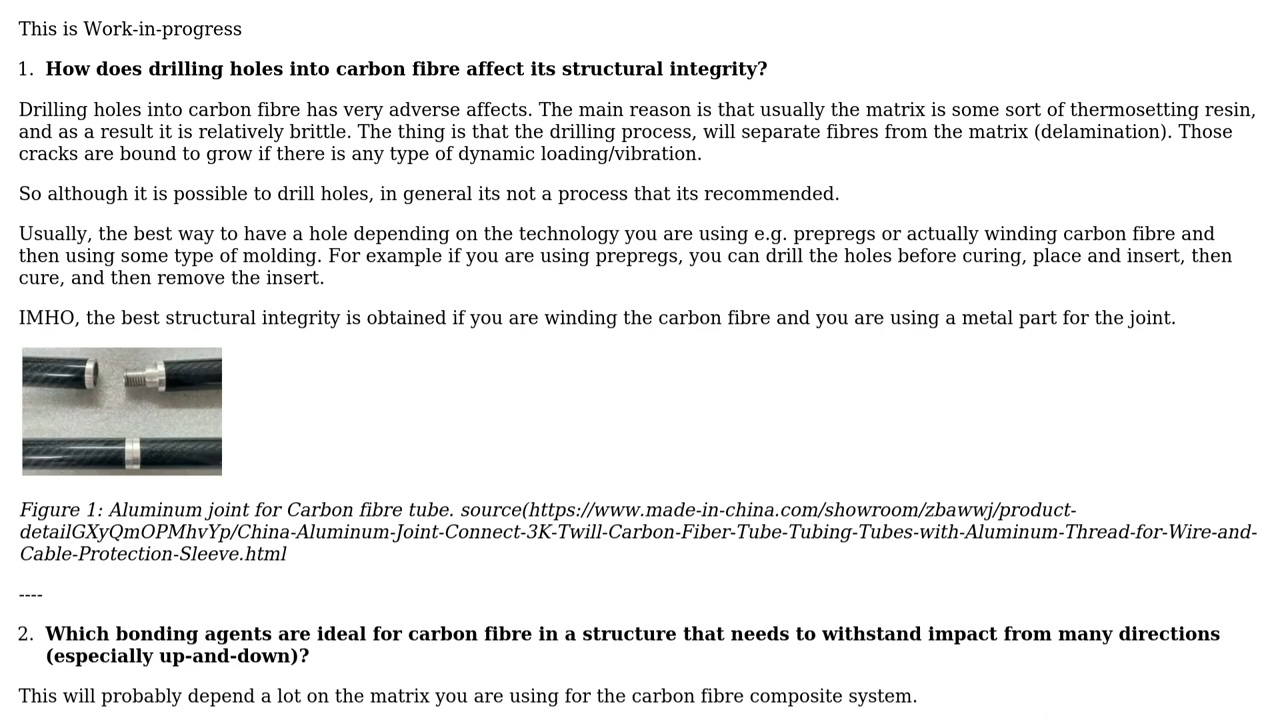 This is Work-in-progress
1. How does drilling holes into carbon fibre affect its structural integrity?
Drilling holes into carbon fibre has very adverse affects. The main reason is that usually the matrix is some sort of thermosetting resin,
and as a result it is relatively brittle. The thing is that the drilling process, will separate fibres from the matrix (delamination). Those
cracks are bound to grow if there is any type of dynamic loading/vibration.
So although it is possible to drill holes, in general its not a process that its recommended.
Usually, the best way to have a hole depending on the technology you are using e.g. prepregs or actually winding carbon fibre and
then using some type of molding. For example if you are using prepregs, you can drill the holes before curing, place and insert, then
cure, and then remove the insert.
IMHO, the best structural integrity is obtained if you are winding the carbon fibre and you are using a metal part for the joint.
Figure 1: Aluminum joint for Carbon fibre tube. source(https://www.made-in-china.com/showroom/zbawwj/product-
detailGXyQmOPMhvYp/China-Aluminum-Joint-Connect-3K-Twill-Carbon-Fiber-Tube-Tubing-Tubes-with-Aluminum-Thread-for-Wire-and-
Cable-Protection-Sleeve.html
----
2. Which bonding agents are ideal for carbon fibre in a structure that needs to withstand impact from many directions
(especially up-and-down)?
This will probably depend a lot on the matrix you are using for the carbon fibre composite system.